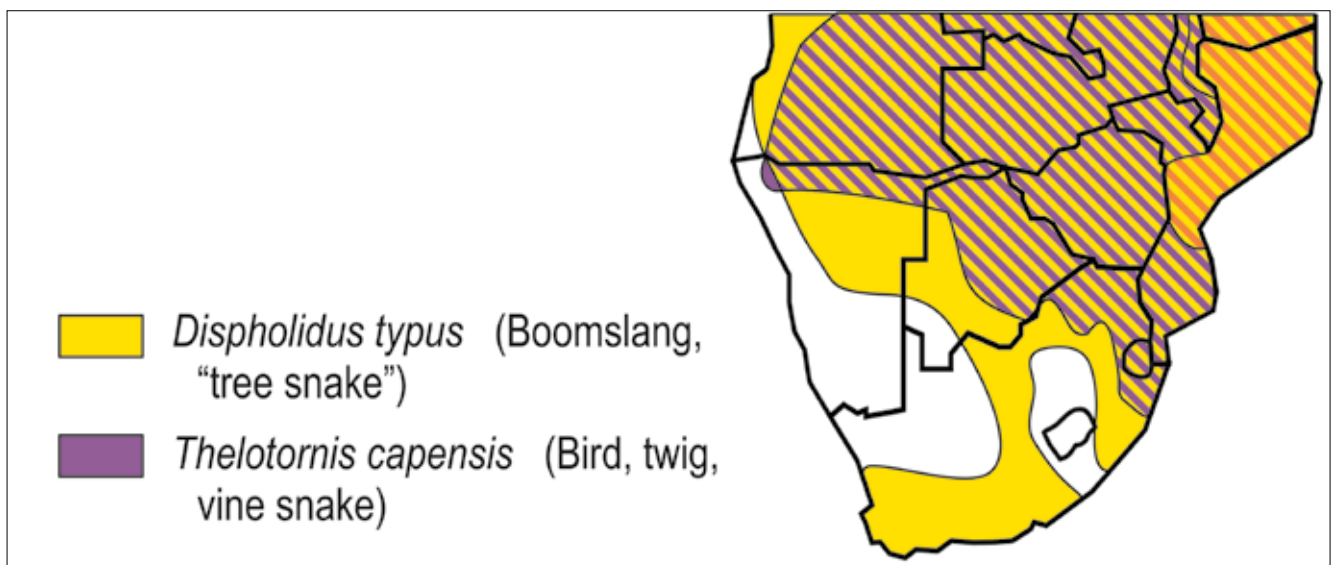 Dispholidus typus (Boomslang,
“tree snake”)
Thelotornis capensis (Bird, twig,
vine snake)